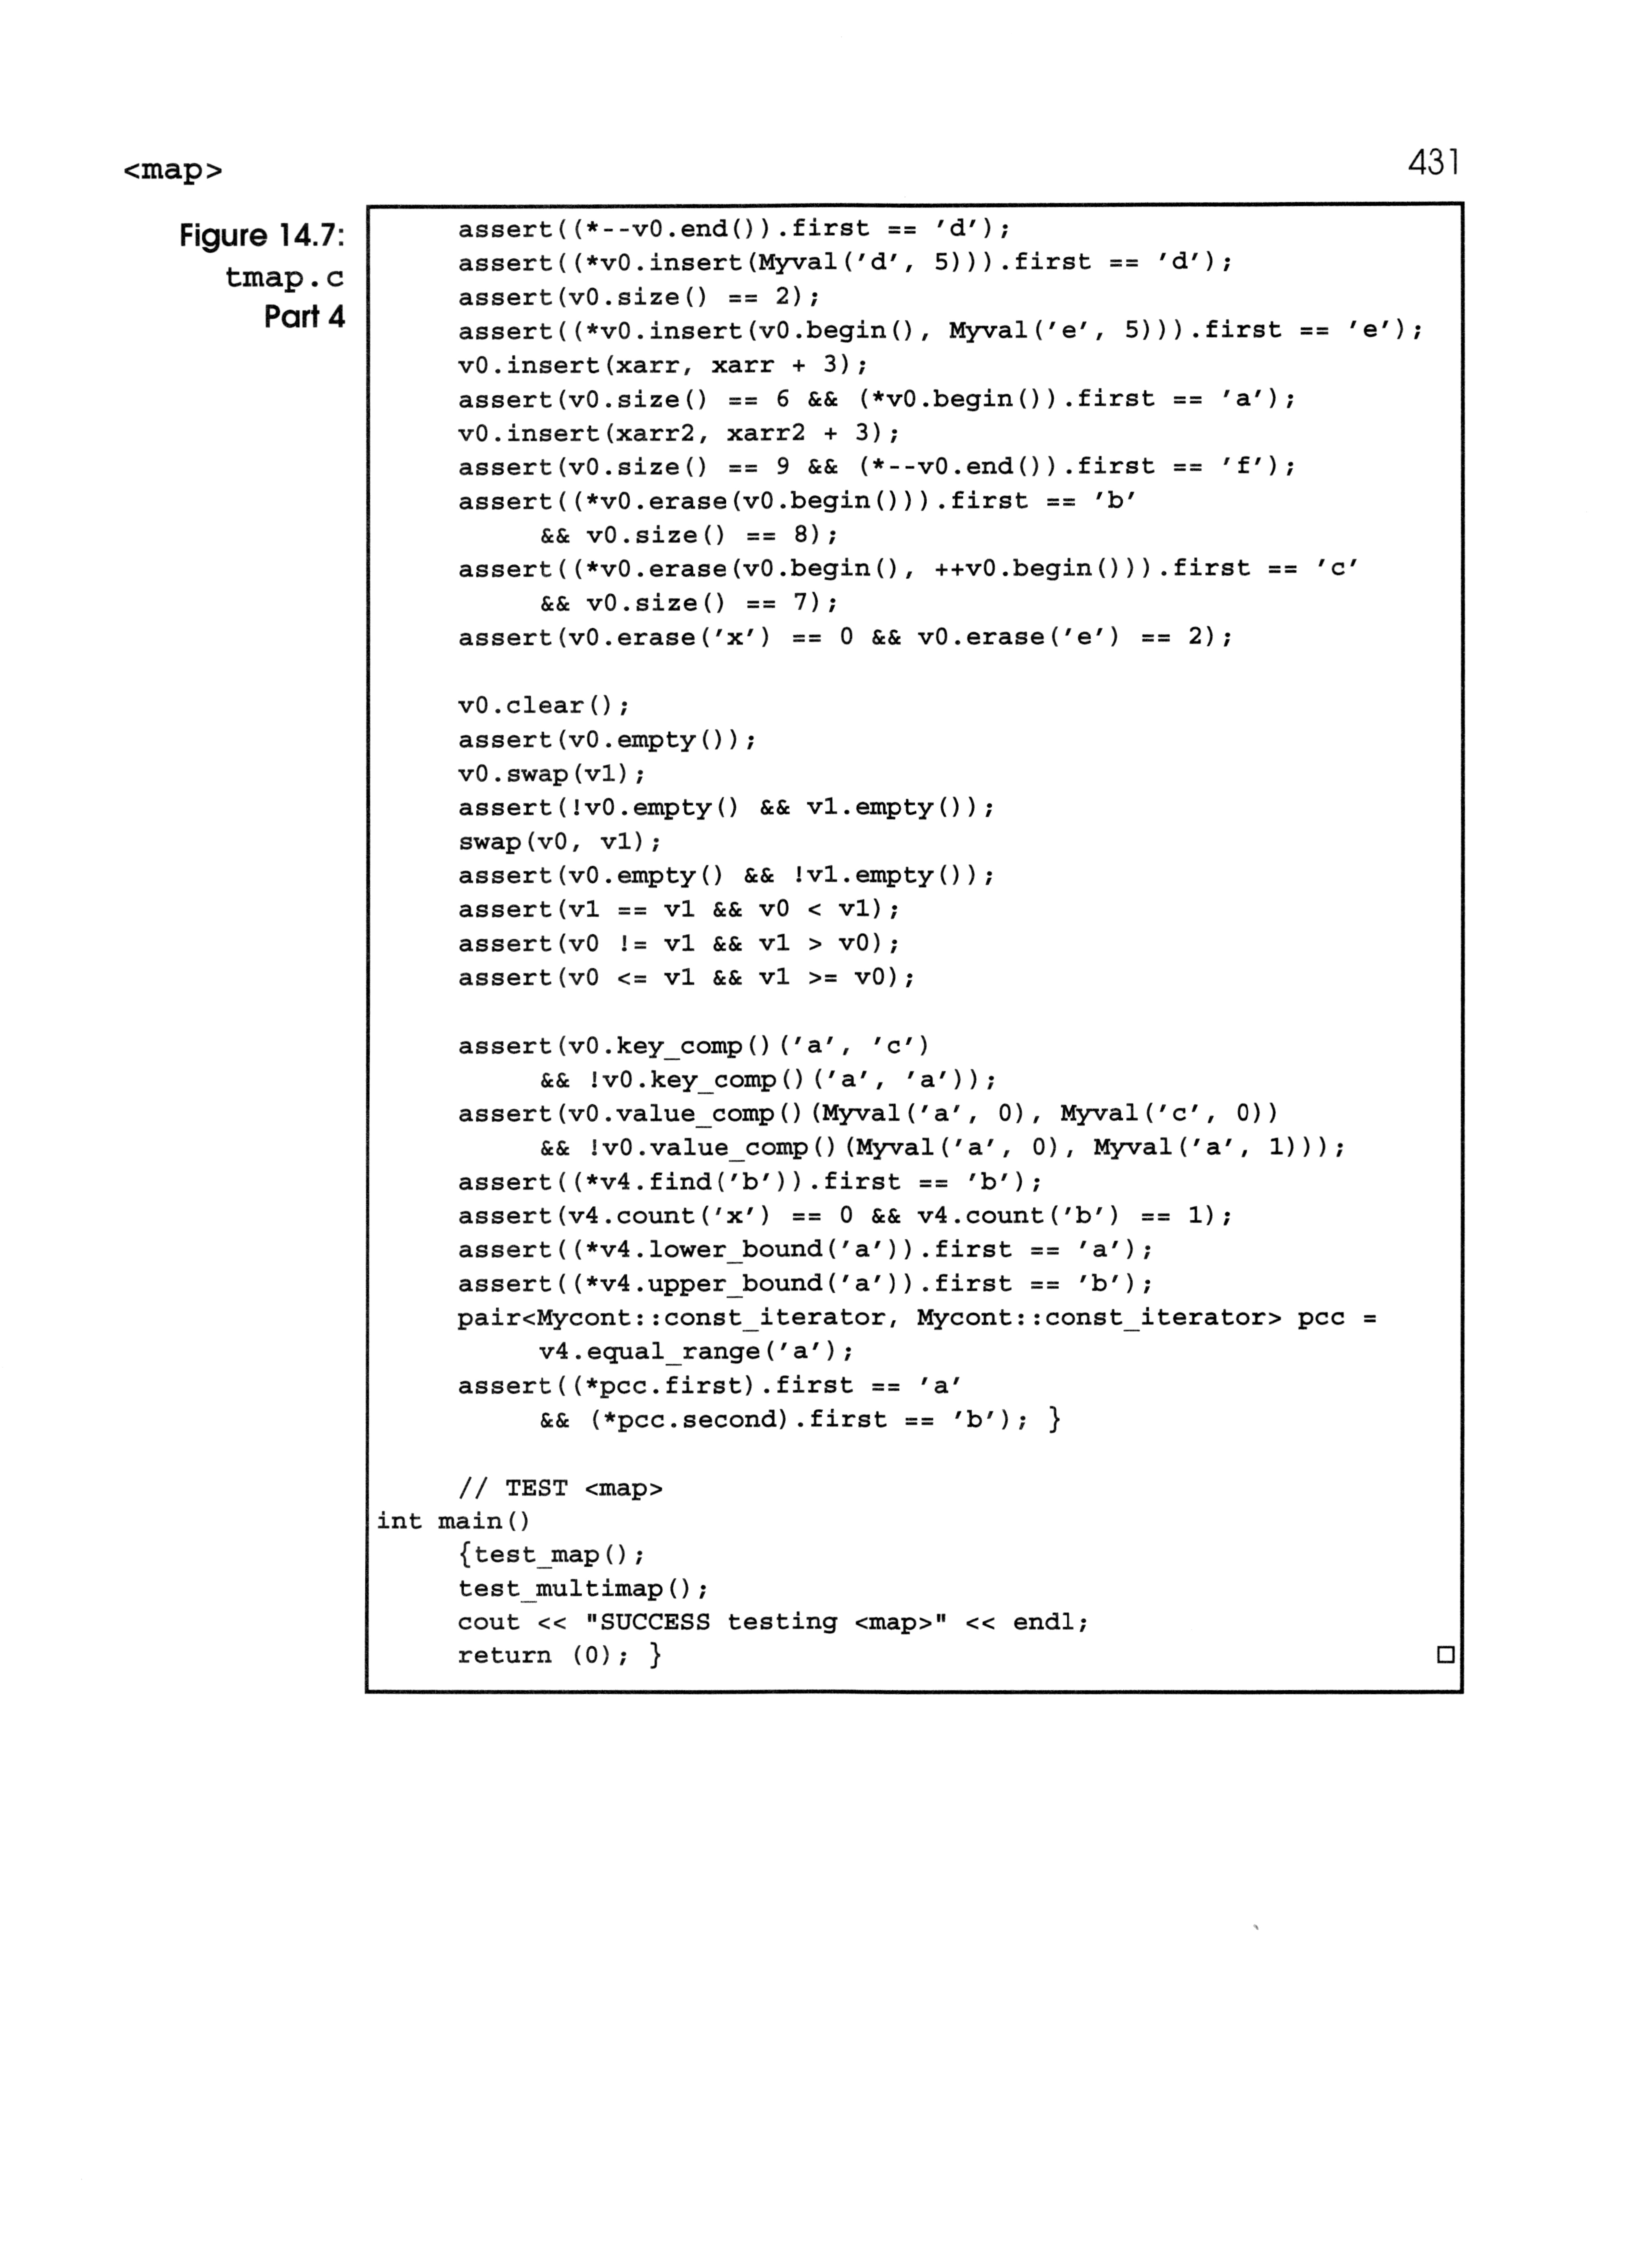 <map>
431
Figure 14.7:
tmap.c
Part 4
assert((*--v0.end()).first == 'd');
assert((*v0.insert(Myval('d', 5))).first == 'd');
assert(v0.size() == 2);
assert((*v0.insert(v0.begin(), Myval('e', 5))).first == 'e');
v0.insert(xarr, xarr + 3);
assert(v0.size() == 6 && (*v0.begin()).first == 'a');
v0.insert(xarr2, xarr2 + 3);
assert(v0.size() == 9 && (*--v0.end()).first == 'f');
assert((*v0.erase(v0.begin())).first == 'b'
&& v0.size() == 8);
assert((*v0.erase(v0.begin(), ++v0.begin())).first == 'c'
&& v0.size() == 7);
assert(v0.erase('x') == 0 && v0.erase('e') == 2);
v0.clear();
assert(v0.empty());
v0.swap(v1);
assert(!v0.empty() && v1.empty());
swap(v0, v1);
assert(v0.empty() && !v1.empty());
assert(v1 == v1 && v0 < v1);
assert(v0 != v1 && v1 > v0);
assert(v0 <= v1 && v1 >= v0);
assert(v0.key_comp()('a', 'c')
&& !v0.key_comp()('a', 'a'));
assert(v0.value_comp()(Myval('a', 0), Myval('c', 0))
&& !v0.value_comp()(Myval('a', 0), Myval('a', 1)));
assert((*v4.find('b')).first == 'b');
assert(v4.count('x') == 0 && v4.count('b') == 1);
assert((*v4.lower_bound('a')).first == 'a');
assert((*v4.upper_bound('a')).first == 'b');
pair<Mycont::const_iterator, Mycont::const_iterator> pcc =
v4.equal_range('a');
assert((*pcc.first).first == 'a'
&& (*pcc.second).first == 'b'); }
// TEST <map>
int main()
{test_map();
test_multimap();
cout << "SUCCESS testing <map>" << endl;
return (0); } □